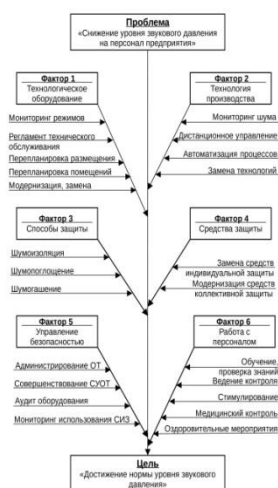 Проблема
«Снижение уровня звукового давления
на персонал предприятия»
Фактор 1
Технологическое
оборудование
Фактор 2
Технология
производства
Мониторинг режимов
Регламент технического
обслуживания
Перепланировка размещения
Перепланировка помещений
Модернизация, замена
Мониторинг шума
Дистанционное управление
Автоматизация процессов
Замена технологий
Фактор 3
Способы защиты
Фактор 4
Средства защиты
Шумоизоляция
Шумопоглощение
Шумогашение
Замена средств
индивидуальной защиты
Модернизация средств
коллективной защиты
Фактор 5
Управление
безопасностью
Фактор 6
Работа с
персоналом
Администрирование ОТ
Совершенствование СУОТ
Аудит оборудования
Мониторинг использования СИЗ
Обучение,
проверка знаний
Ведение контроля
Стимулирование
Медицинский контроль
Оздоровительные мероприятия
Цель
«Достижение нормы уровня звукового
давления»